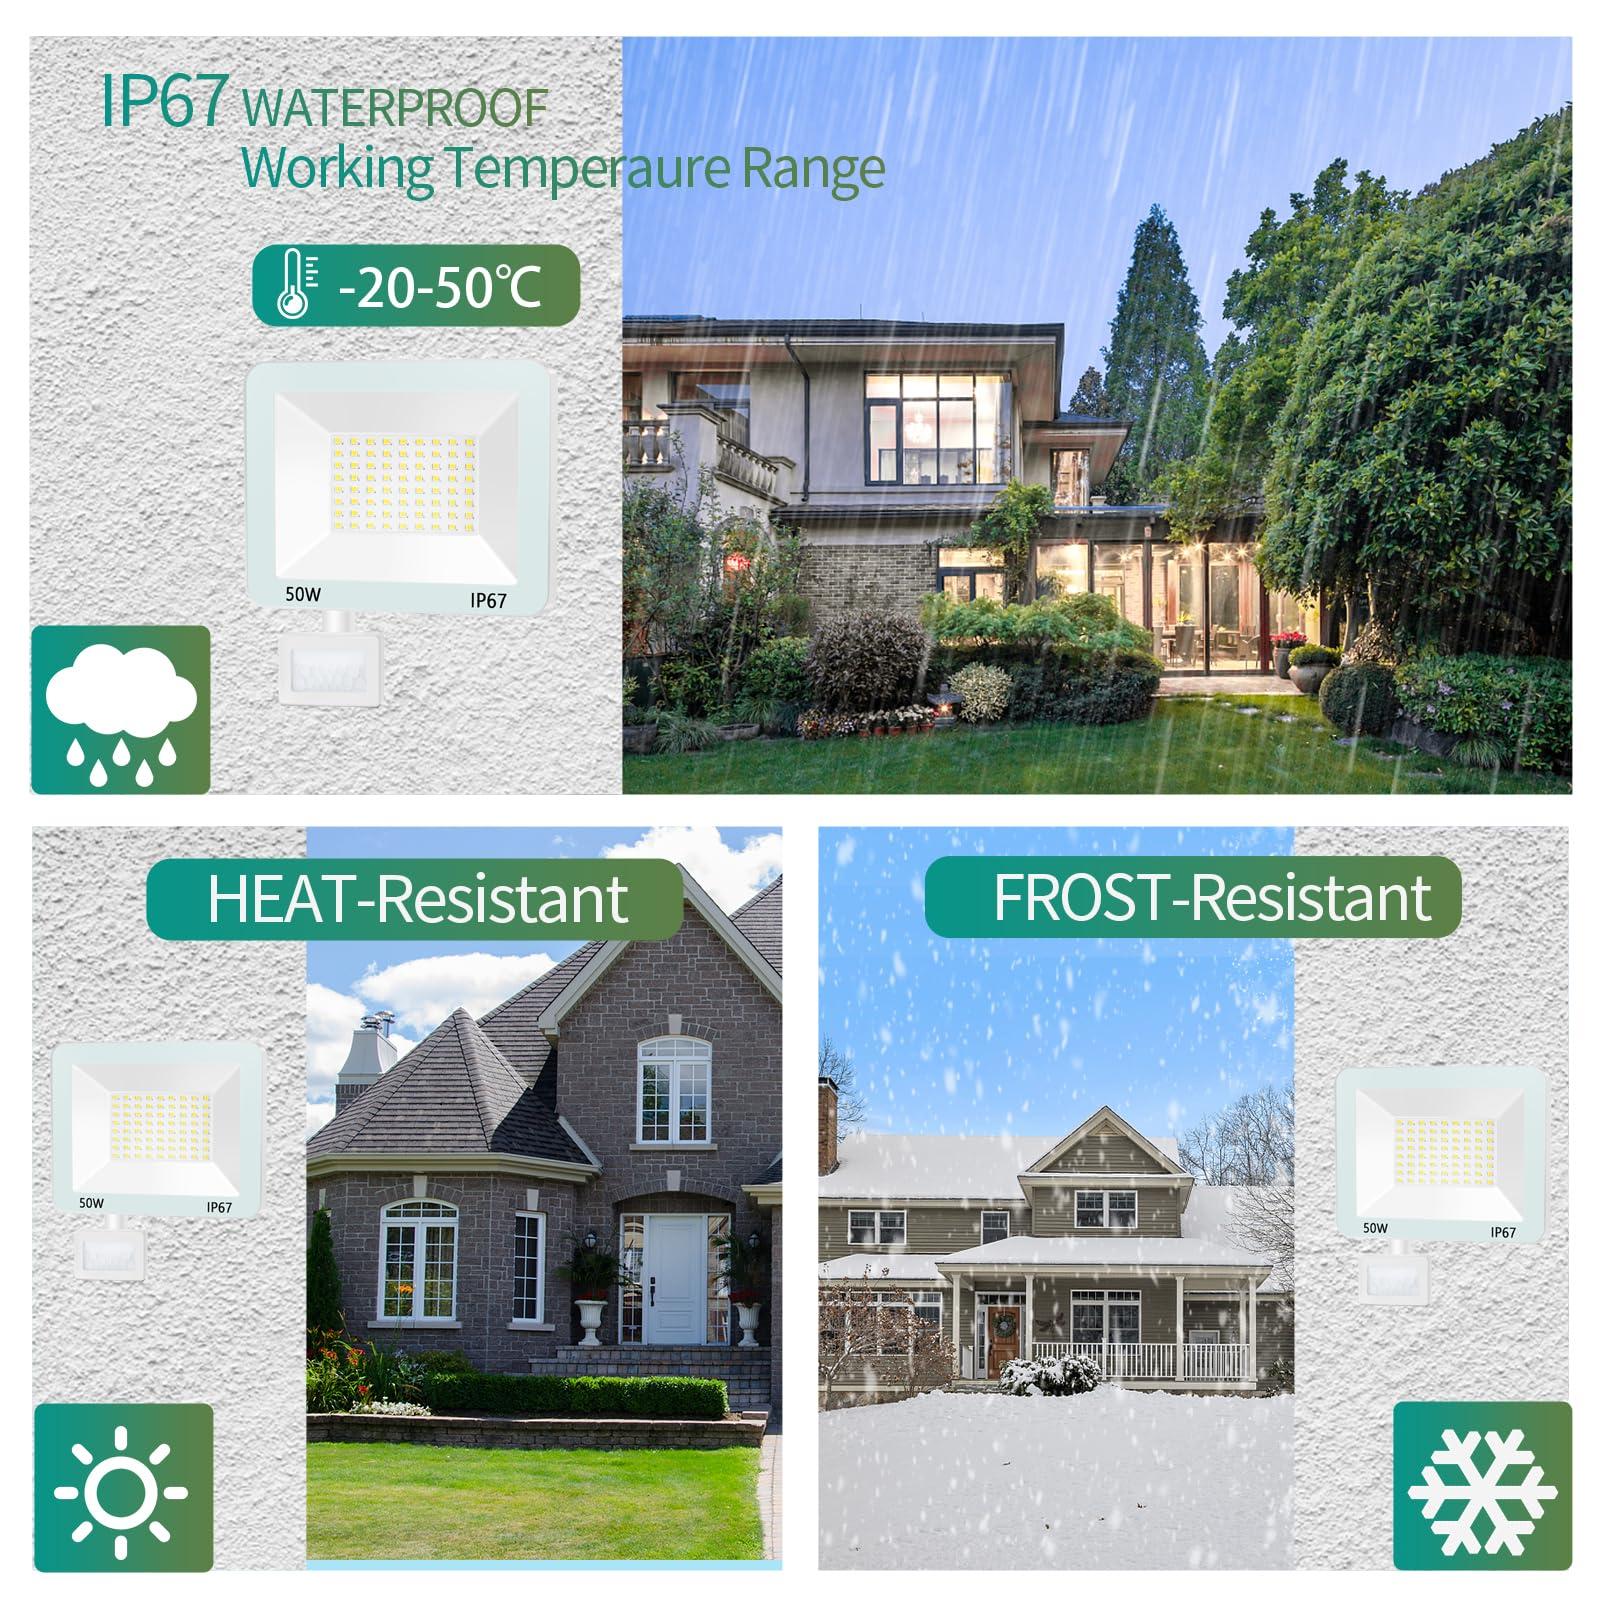 IP67 WATERPROOF
Working Temperaure Range
-20-50℃
50W IP67
HEAT-Resistant
FROST-Resistant
50W IP67
50W IP67